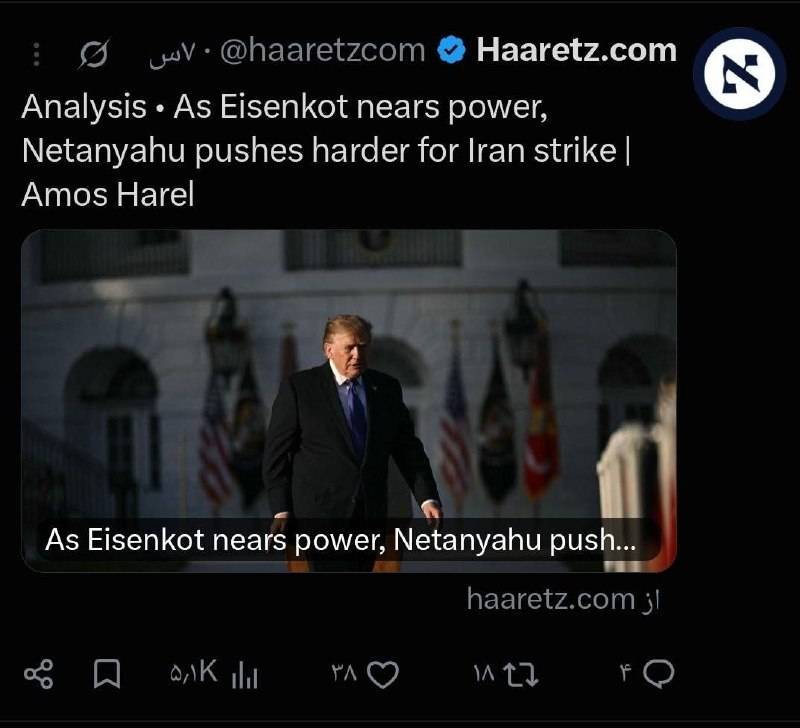 Haaretz.com @haaretzcom · ۷س
Analysis • As Eisenkot nears power,
Netanyahu pushes harder for Iran strike |
Amos Harel
As Eisenkot nears power, Netanyahu push...
از haaretz.com
۴ ۱۸ ۳۸ ۵٫۱K